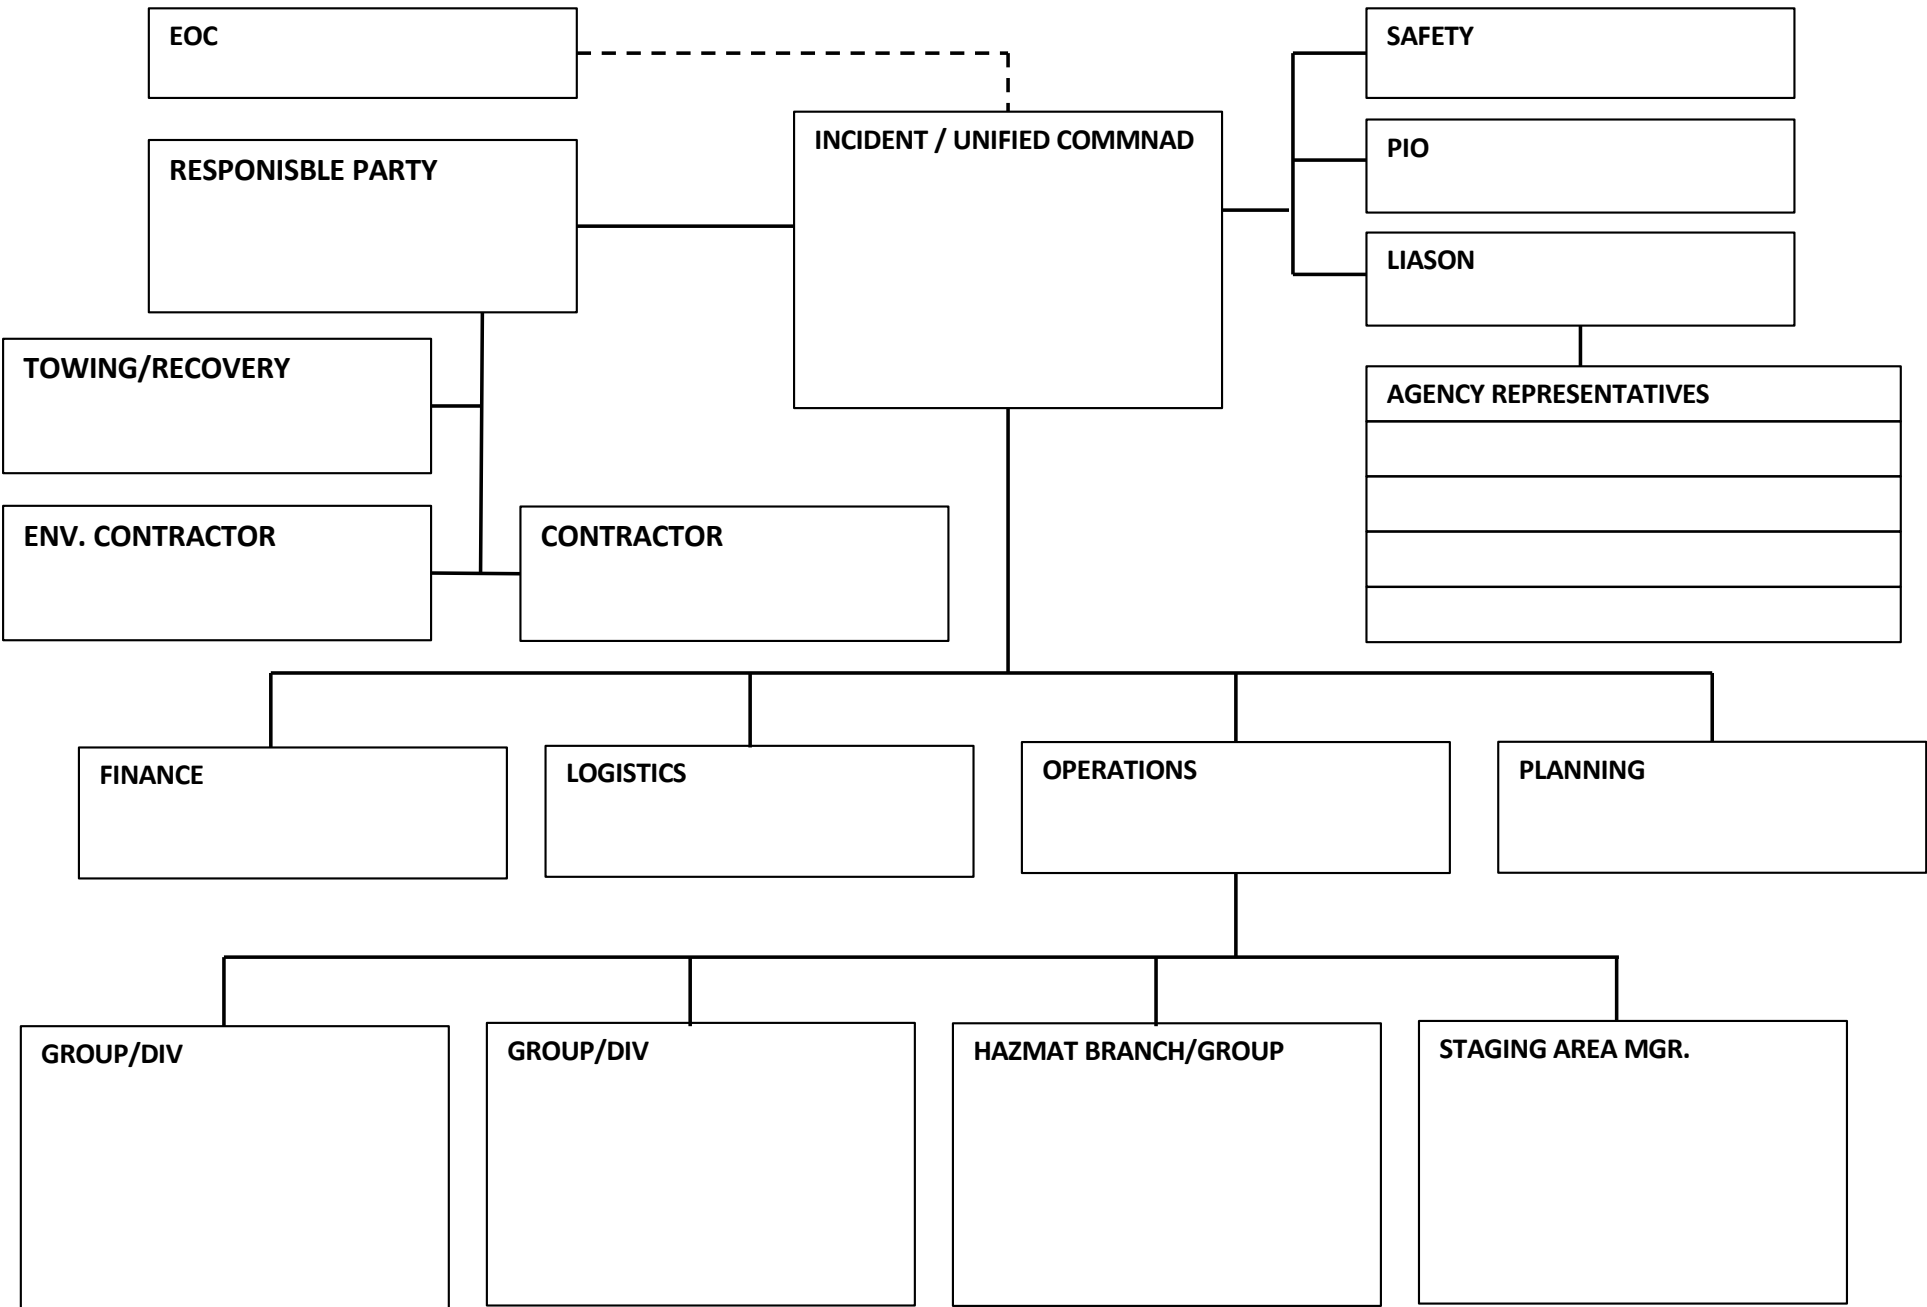 EOC
SAFETY
INCIDENT / UNIFIED COMMNAD
PIO
RESPONISBLE PARTY
LIASON
TOWING/RECOVERY
AGENCY REPRESENTATIVES
ENV. CONTRACTOR
CONTRACTOR
FINANCE
LOGISTICS
OPERATIONS
PLANNING
GROUP/DIV
GROUP/DIV
HAZMAT BRANCH/GROUP
STAGING AREA MGR.